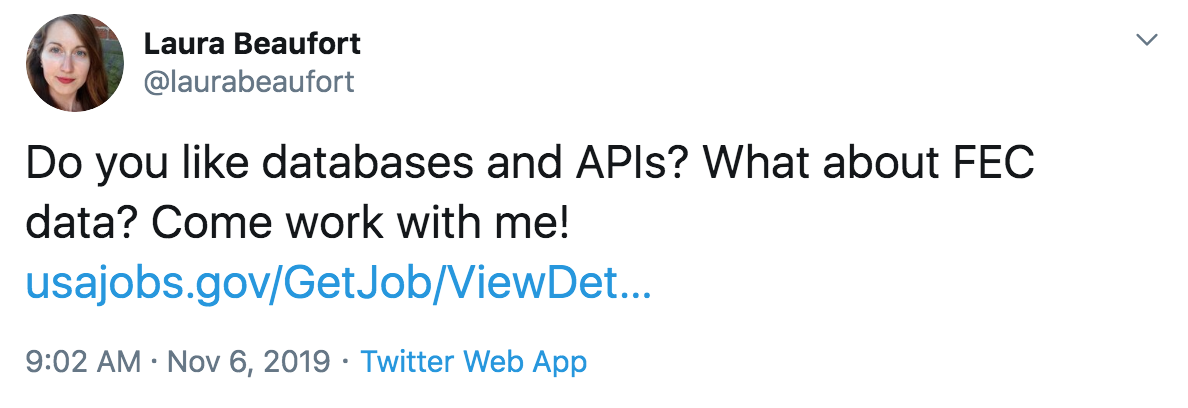 Laura Beaufort
@laurabeaufort
Do you like databases and APIs? What about FEC
data? Come work with me!
usajobs.gov/GetJob/ViewDet...
9:02 AM · Nov 6, 2019 · Twitter Web App